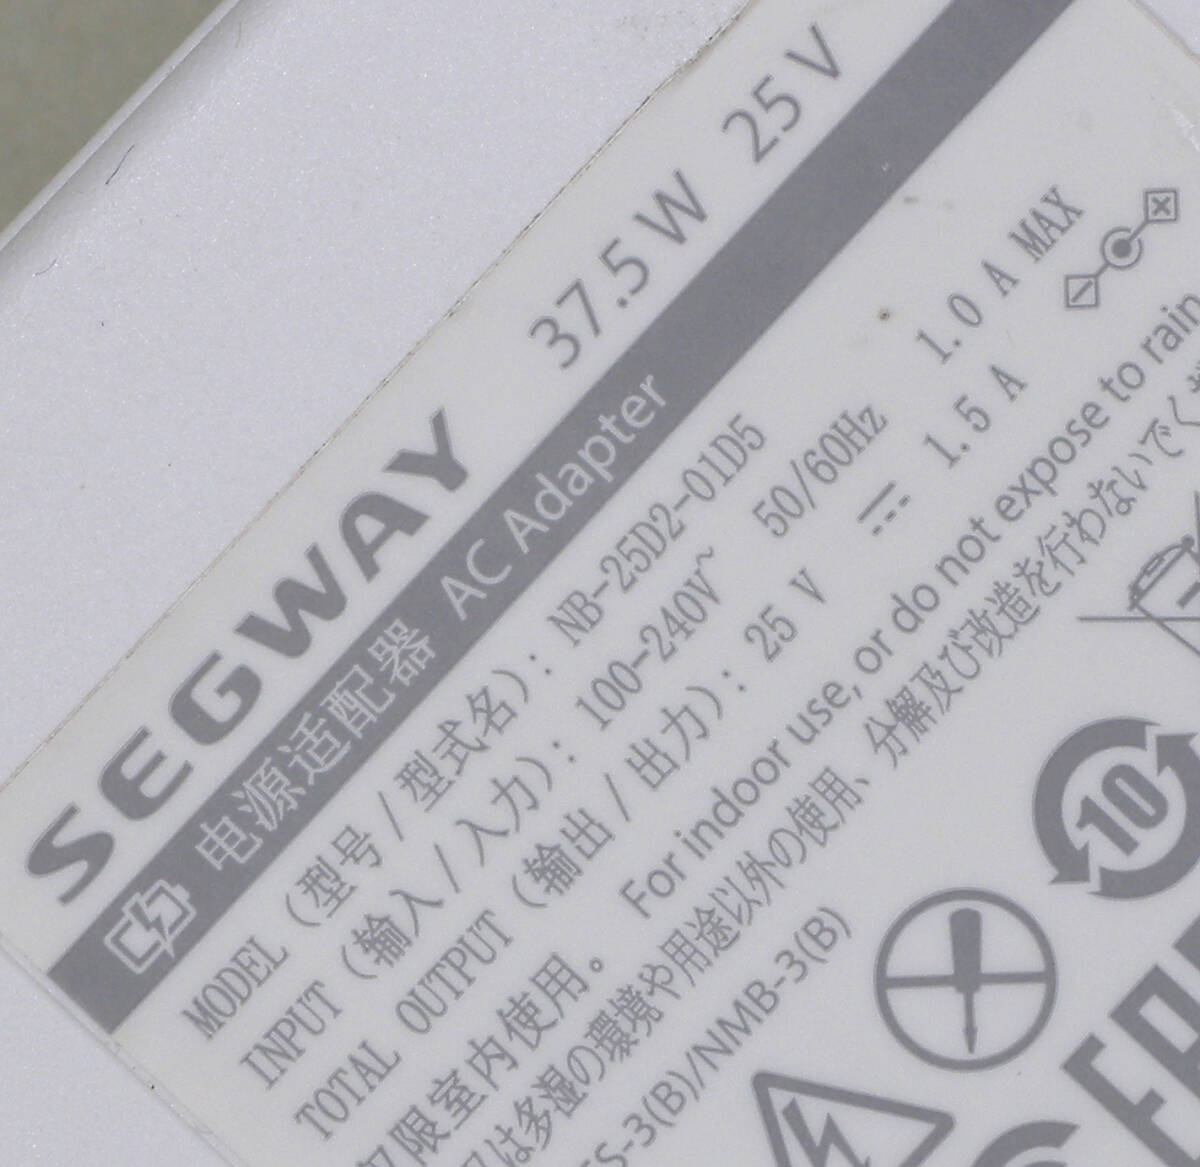 SEGWAY 37.5 W 25 V
电源适配器 AC Adapter
MODEL (型号/型式名): NB-25D2-01D5
INPUT (输入/入力): 100-240V~ 50/60Hz 1.0 A MAX
TOTAL OUTPUT (输出/出力): 25 V ⎓ 1.5 A
限室内使用。 For indoor use, or do not expose to rain
は多湿の環境や用途以外の使用、分解及び改造を行わないでく
S-3(B)/NMB-3(B)
10